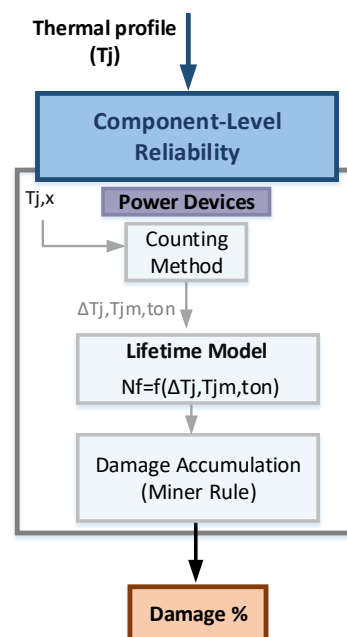 Thermal profile
(Tj)
Component-Level
Reliability
Tj,x
Power Devices
Counting
Method
ΔTj,Tjm,ton
Lifetime Model
Nf=f(ΔTj,Tjm,ton)
Damage Accumulation
(Miner Rule)
Damage %